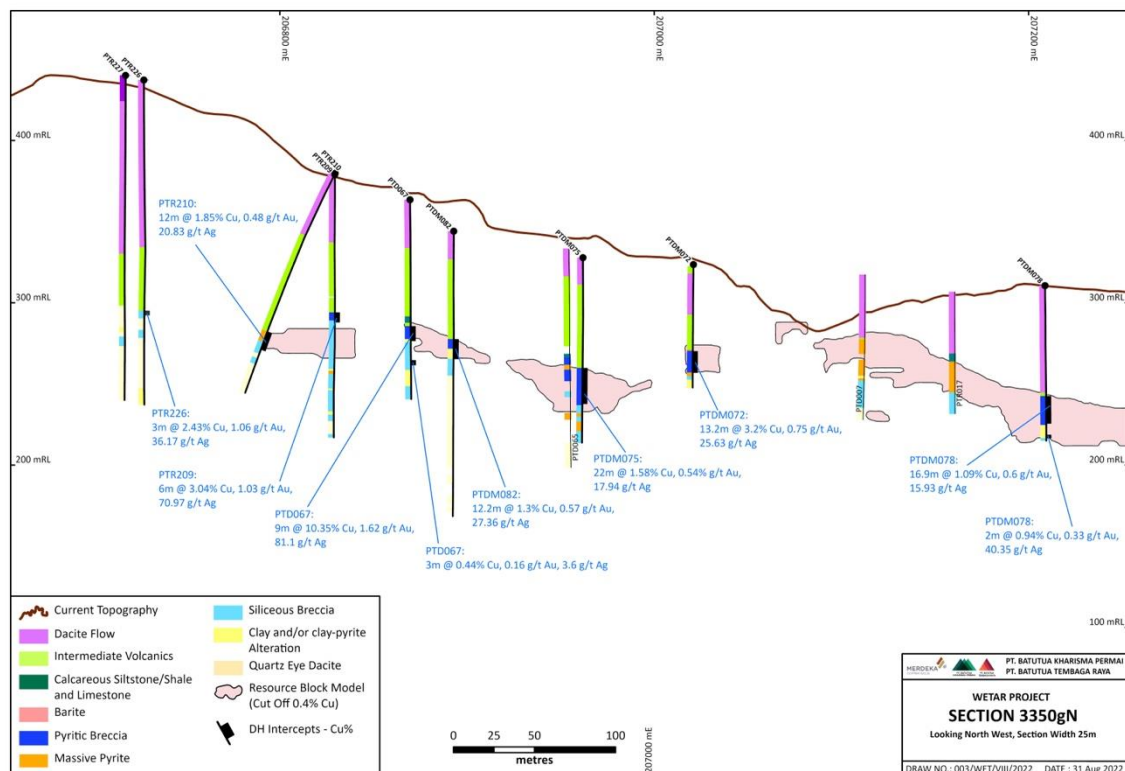 206800 mE
207000 mE
207200 mE
400 mRL
400 mRL
300 mRL
300 mRL
200 mRL
200 mRL
100 mRL
PTR227
PTR226
PTR209
PTR210
PTD067
PTDM082
PTDM075
PTDM072
PTDM078
PTD065
PTD007
PTR017
PTR210:
12m @ 1.85% Cu, 0.48 g/t Au,
20.83 g/t Ag
PTR226:
3m @ 2.43% Cu, 1.06 g/t Au,
36.17 g/t Ag
PTR209:
6m @ 3.04% Cu, 1.03 g/t Au,
70.97 g/t Ag
PTD067:
9m @ 10.35% Cu, 1.62 g/t Au,
81.1 g/t Ag
PTD067:
3m @ 0.44% Cu, 0.16 g/t Au, 3.6 g/t Ag
PTDM082:
12.2m @ 1.3% Cu, 0.57 g/t Au,
27.36 g/t Ag
PTDM075:
22m @ 1.58% Cu, 0.54% g/t Au,
17.94 g/t Ag
PTDM072:
13.2m @ 3.2% Cu, 0.75 g/t Au,
25.63 g/t Ag
PTDM078:
16.9m @ 1.09% Cu, 0.6 g/t Au,
15.93 g/t Ag
PTDM078:
2m @ 0.94% Cu, 0.33 g/t Au,
40.35 g/t Ag
Current Topography
Dacite Flow
Intermediate Volcanics
Calcareous Siltstone/Shale
and Limestone
Barite
Pyritic Breccia
Massive Pyrite
Siliceous Breccia
Clay and/or clay-pyrite
Alteration
Quartz Eye Dacite
Resource Block Model
(Cut Off 0.4% Cu)
DH Intercepts - Cu%
0
50
100
metres
207000 mE
MERDEKA
PT. BATUTUA KHARISMA PERMAI
PT. BATUTUA TEMBAGA RAYA
WETAR PROJECT
SECTION 3350gN
Looking North West, Section Width 25m
DRAW NO : 003/WET/VIII/2022 DATE : 31 Aug 2022